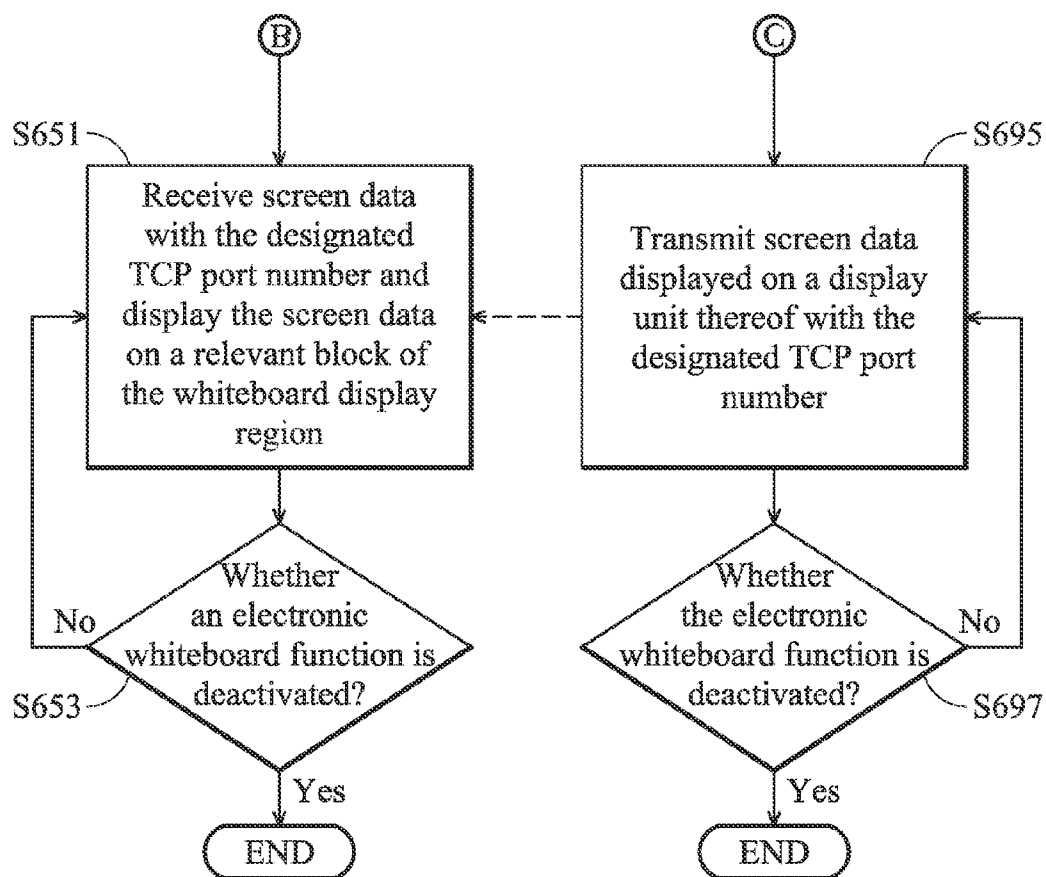 B
C
S651
S695
Receive screen data
with the designated
TCP port number and
display the screen data
on a relevant block of
the whiteboard display
region
Transmit screen data
displayed on a display
unit thereof with the
designated TCP port
number
Whether
an electronic
whiteboard function is
deactivated?
No
S653
Yes
END
Whether
the electronic
whiteboard function is
deactivated?
No
S697
Yes
END